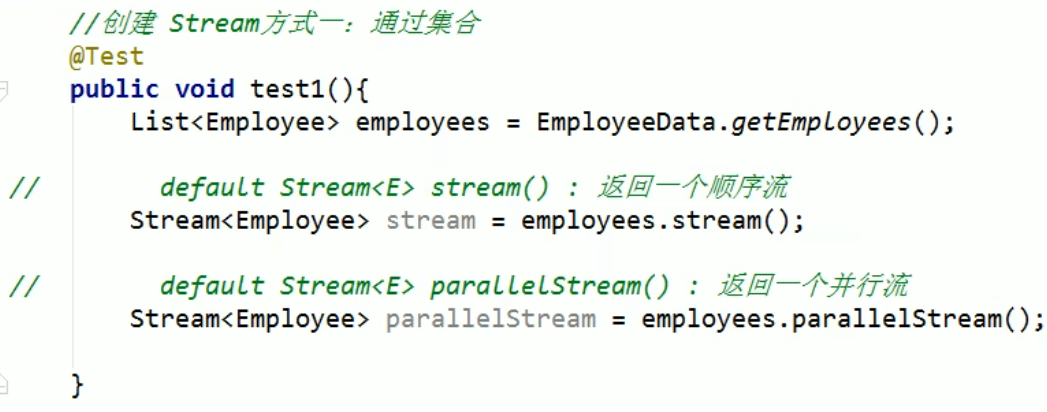 //创建 Stream方式一：通过集合
@Test
public void test1(){
List<Employee> employees = EmployeeData.getEmployees();
// default Stream<E> stream() : 返回一个顺序流
Stream<Employee> stream = employees.stream();
// default Stream<E> parallelStream() : 返回一个并行流
Stream<Employee> parallelStream = employees.parallelStream();
}